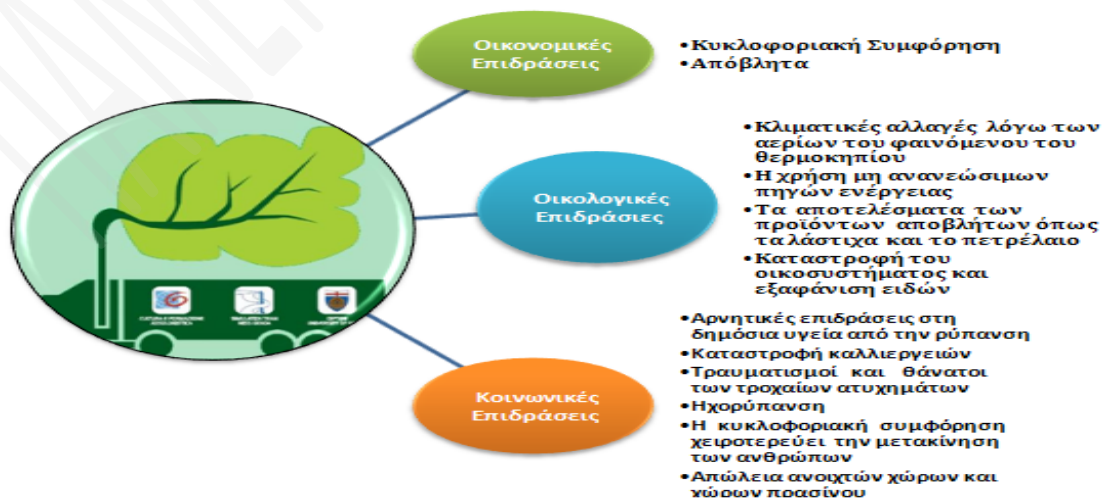 Οικονομικές
Επιδράσεις
•Κυκλοφοριακή Συμφόρηση
•Απόβλητα
Οικολογικές
Επιδράσιες
•Κλιματικές αλλαγές λόγω των
αερίων του φαινόμενου του
θερμοκηπίου
•Η χρήση μη ανανεώσιμων
πηγών ενέργειας
•Τα αποτελέσματα των
προϊόντων αποβλήτων όπως
τα λάστιχα και το πετρέλαιο
•Καταστροφή του
οικοσυστήματος και
εξαφάνιση ειδών
Κοινωνικές
Επιδράσεις
•Αρνητικές επιδράσεις στη
δημόσια υγεία από την ρύπανση
•Καταστροφή καλλιεργειών
•Τραυματισμοί και θάνατοι
των τροχαίων ατυχημάτων
•Ηχορύπανση
•Η κυκλοφοριακή συμφόρηση
χειροτερεύει την μετακίνηση
των ανθρώπων
•Απώλεια ανοιχτών χώρων και
χώρων πρασίνου